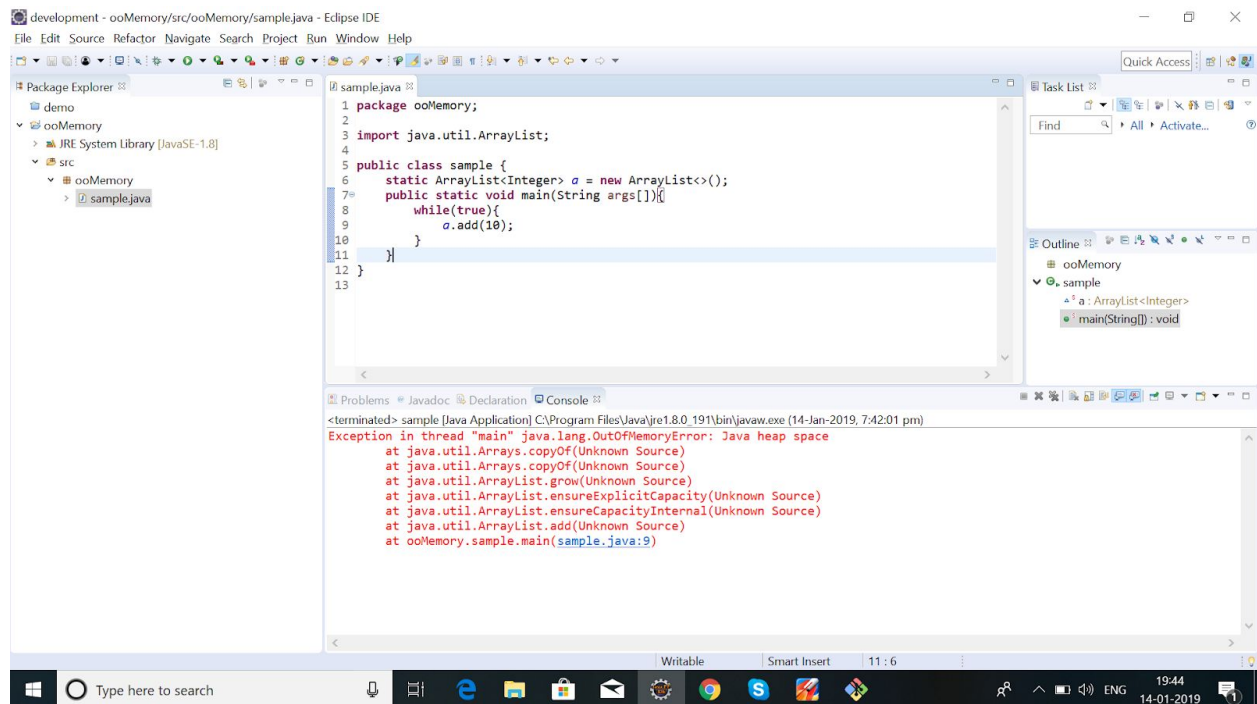 development - ooMemory/src/ooMemory/sample.java - Eclipse IDE
File Edit Source Refactor Navigate Search Project Run Window Help
Quick Access
Package Explorer
demo
ooMemory
JRE System Library [JavaSE-1.8]
src
ooMemory
sample.java
sample.java
1 package ooMemory;
2
3 import java.util.ArrayList;
4
5 public class sample {
6     static ArrayList<Integer> a = new ArrayList<>();
7     public static void main(String args[]){
8         while(true){
9             a.add(10);
10         }
11     }
12 }
13
Task List
Find All Activate...
Outline
ooMemory
sample
a : ArrayList<Integer>
main(String[]) : void
Problems Javadoc Declaration Console
<terminated> sample [Java Application] C:\Program Files\Java\jre1.8.0_191\bin\javaw.exe (14-Jan-2019, 7:42:01 pm)
Exception in thread "main" java.lang.OutOfMemoryError: Java heap space
at java.util.Arrays.copyOf(Unknown Source)
at java.util.Arrays.copyOf(Unknown Source)
at java.util.ArrayList.grow(Unknown Source)
at java.util.ArrayList.ensureExplicitCapacity(Unknown Source)
at java.util.ArrayList.ensureCapacityInternal(Unknown Source)
at java.util.ArrayList.add(Unknown Source)
at ooMemory.sample.main(sample.java:9)
Writable Smart Insert 11 : 6
Type here to search
ENG
19:44
14-01-2019
1